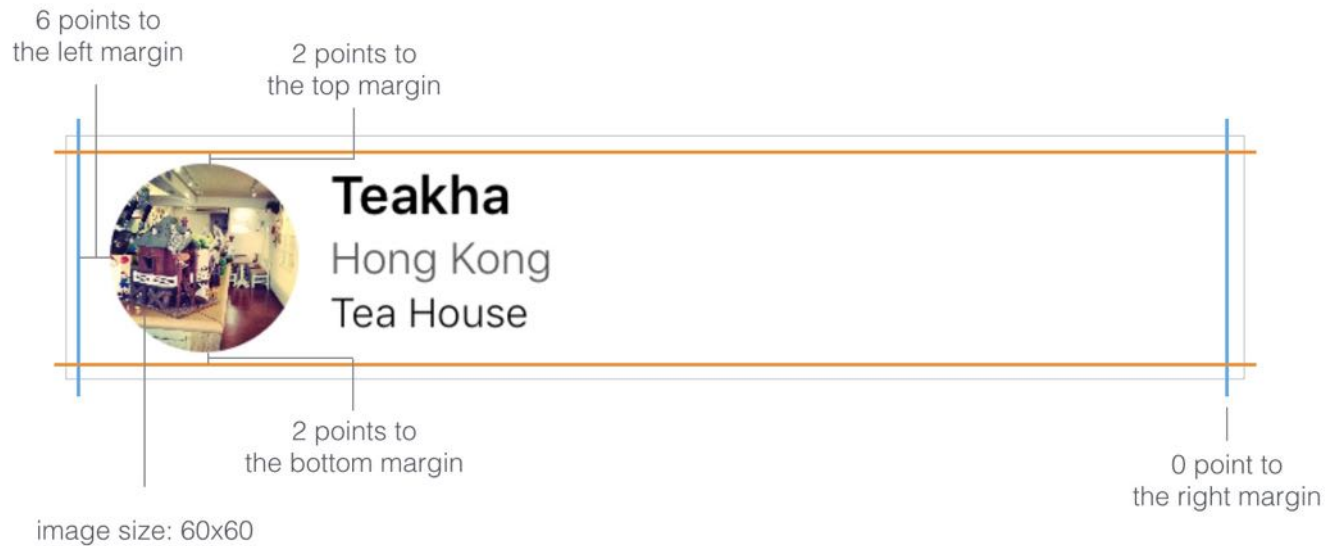 6 points to
the left margin
2 points to
the top margin
Teakha
Hong Kong
Tea House
2 points to
the bottom margin
0 point to
the right margin
image size: 60x60